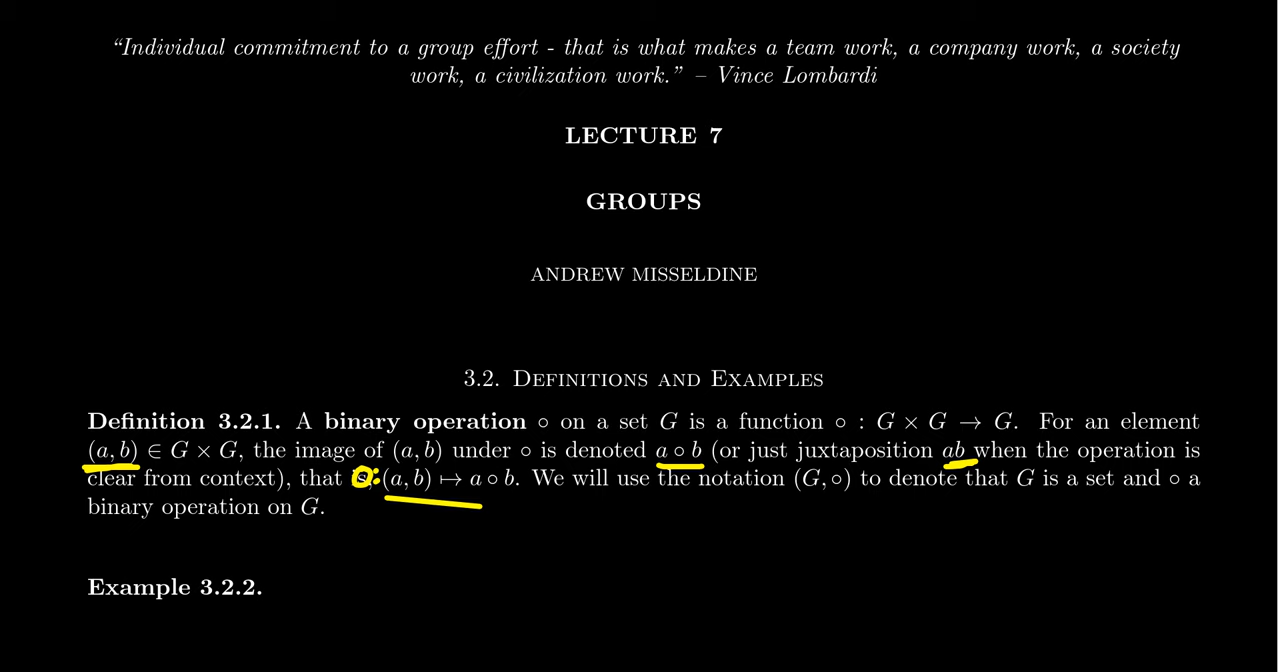 “Individual commitment to a group effort - that is what makes a team work, a company work, a society
work, a civilization work.” – Vince Lombardi
LECTURE 7
GROUPS
ANDREW MISSELDINE
3.2. Definitions and Examples
Definition 3.2.1. A binary operation ∘ on a set G is a function ∘ : G × G → G. For an element
(a, b) ∈ G × G, the image of (a, b) under ∘ is denoted a ∘ b (or just juxtaposition ab when the operation is
clear from context), that (a, b) ↦ a ∘ b. We will use the notation (G, ∘) to denote that G is a set and ∘ a
binary operation on G.
Example 3.2.2.